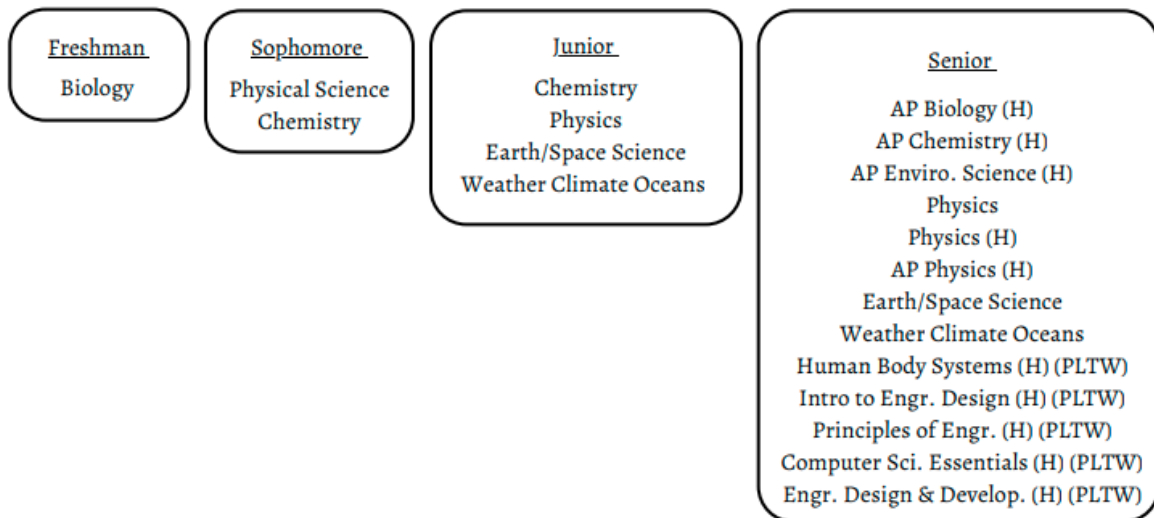 Freshman
Biology
Sophomore
Physical Science
Chemistry
Junior
Chemistry
Physics
Earth/Space Science
Weather Climate Oceans
Senior
AP Biology (H)
AP Chemistry (H)
AP Enviro. Science (H)
Physics
Physics (H)
AP Physics (H)
Earth/Space Science
Weather Climate Oceans
Human Body Systems (H) (PLTW)
Intro to Engr. Design (H) (PLTW)
Principles of Engr. (H) (PLTW)
Computer Sci. Essentials (H) (PLTW)
Engr. Design & Develop. (H) (PLTW)